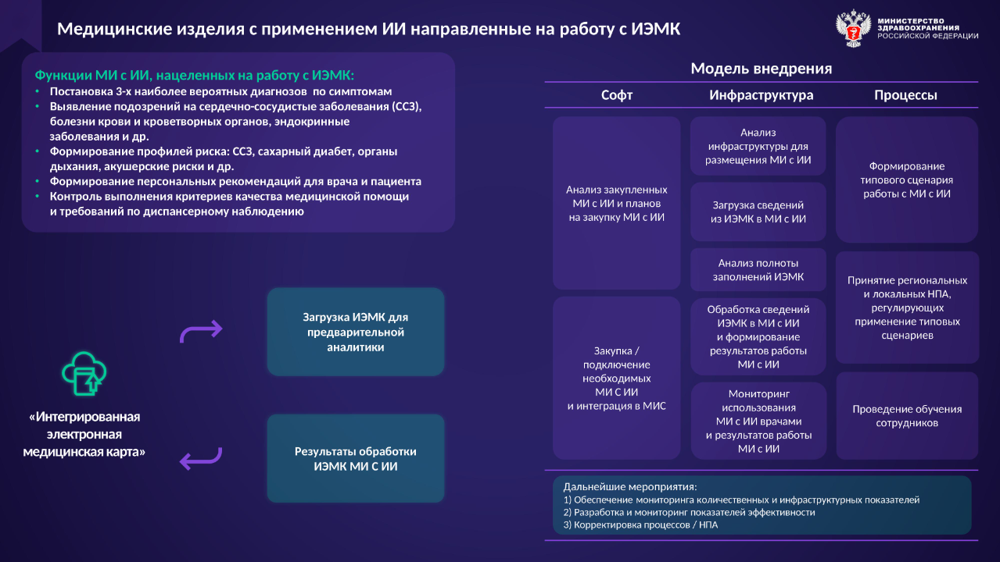 Медицинские изделия с применением ИИ направленные на работу с ИЭМК
МИНИСТЕРСТВО
ЗДРАВООХРАНЕНИЯ
РОССИЙСКОЙ ФЕДЕРАЦИИ
Функции МИ с ИИ, нацеленных на работу с ИЭМК:
• Постановка 3-х наиболее вероятных диагнозов по симптомам
• Выявление подозрений на сердечно-сосудистые заболевания (ССЗ),
болезни крови и кроветворных органов, эндокринные
заболевания и др.
• Формирование профилей риска: ССЗ, сахарный диабет, органы
дыхания, акушерские риски и др.
• Формирование персональных рекомендаций для врача и пациента
• Контроль выполнения критериев качества медицинской помощи
и требований по диспансерному наблюдению
«Интегрированная
электронная
медицинская карта»
Загрузка ИЭМК для
предварительной
аналитики
Результаты обработки
ИЭМК МИ С ИИ
Модель внедрения
Софт
Инфраструктура
Процессы
Анализ закупленных
МИ с ИИ и планов
на закупку МИ с ИИ
Закупка /
подключение
необходимых
МИ С ИИ
и интеграция в МИС
Анализ
инфраструктуры для
размещения МИ с ИИ
Загрузка сведений
из ИЭМК в МИ с ИИ
Анализ полноты
заполнений ИЭМК
Обработка сведений
ИЭМК в МИ с ИИ
и формирование
результатов работы
МИ с ИИ
Мониторинг
использования
МИ с ИИ врачами
и результатов работы
МИ с ИИ
Формирование
типового сценария
работы с МИ с ИИ
Принятие региональных
и локальных НПА,
регулирующих
применение типовых
сценариев
Проведение обучения
сотрудников
Дальнейшие мероприятия:
1) Обеспечение мониторинга количественных и инфраструктурных показателей
2) Разработка и мониторинг показателей эффективности
3) Корректировка процессов / НПА